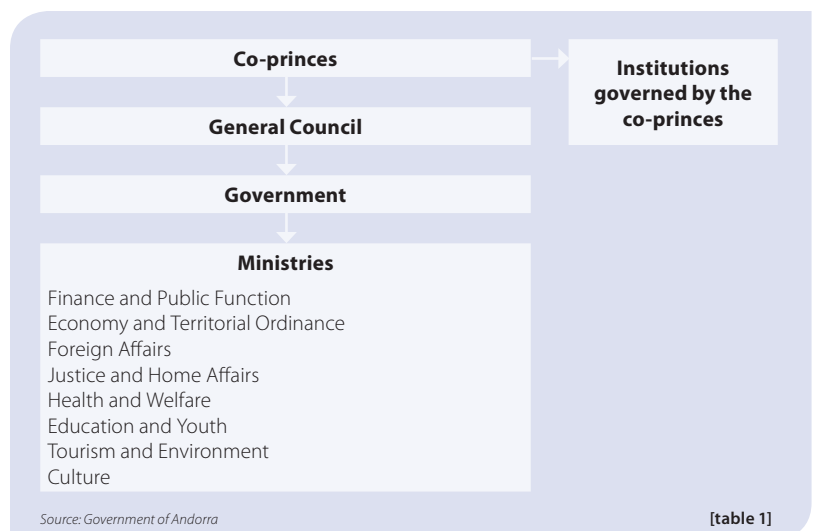 Co-princes
Institutions
governed by the
co-princes
General Council
Government
Ministries
Finance and Public Function
Economy and Territorial Ordinance
Foreign Affairs
Justice and Home Affairs
Health and Welfare
Education and Youth
Tourism and Environment
Culture
Source: Government of Andorra
[table 1]